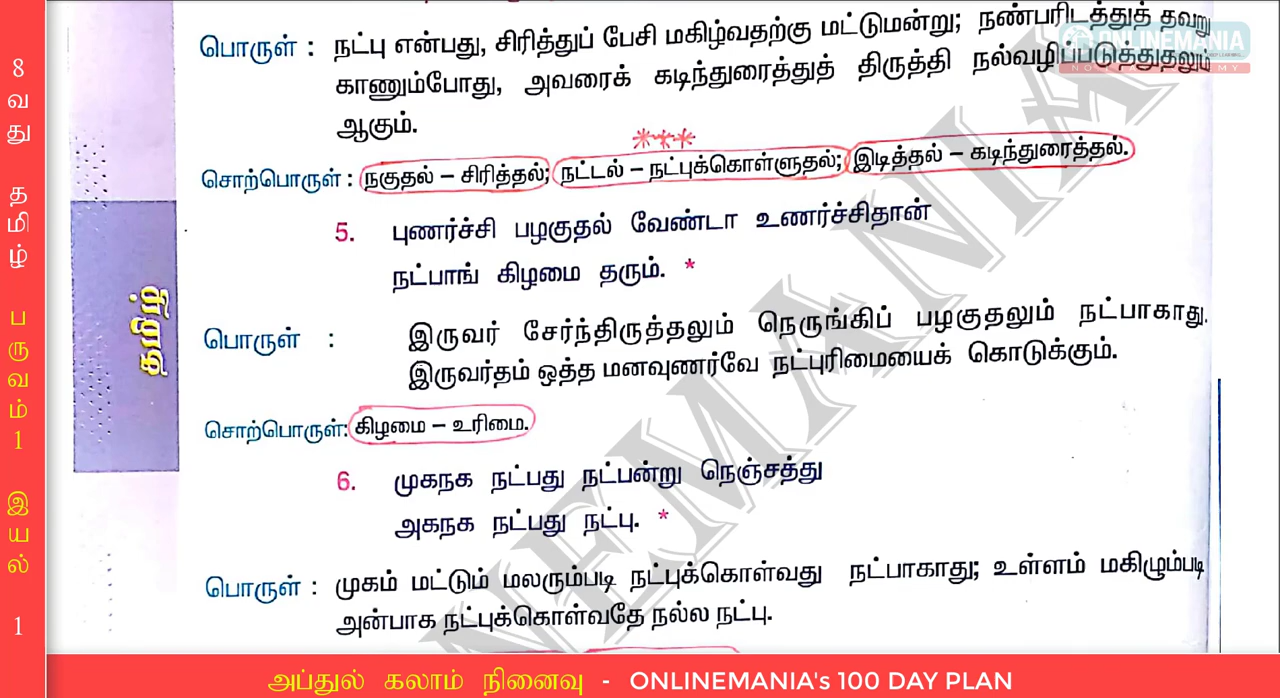 பொருள் : நட்பு என்பது, சிரித்துப் பேசி மகிழ்வதற்கு மட்டுமன்று; நண்பரிடத்துத் தவறு
காணும்போது, அவரைக் கடிந்துரைத்துத் திருத்தி நல்வழிப்படுத்துதலும்
ஆகும்.
ONLINEMANIA
சொற்பொருள் : நகுதல் – சிரித்தல்; நட்டல் – நட்புக்கொள்ளுதல்; இடித்தல் – கடிந்துரைத்தல்.
5. புணர்ச்சி பழகுதல் வேண்டா உணர்ச்சிதான்
நட்பாங் கிழமை தரும். *
பொருள் : இருவர் சேர்ந்திருத்தலும் நெருங்கிப் பழகுதலும் நட்பாகாது.
இருவர்தம் ஒத்த மனவுணர்வே நட்புரிமையைக் கொடுக்கும்.
சொற்பொருள்: கிழமை – உரிமை.
6. முகநக நட்பது நட்பன்று நெஞ்சத்து
அகநக நட்பது நட்பு. *
பொருள் : முகம் மட்டும் மலரும்படி நட்புக்கொள்வது நட்பாகாது; உள்ளம் மகிழும்படி
அன்பாக நட்புக்கொள்வதே நல்ல நட்பு.
தமிழ்
NEMANIA
8வது தமிழ் பருவம்1 இயல் 1
அப்துல் கலாம் நினைவு - ONLINEMANIA's 100 DAY PLAN